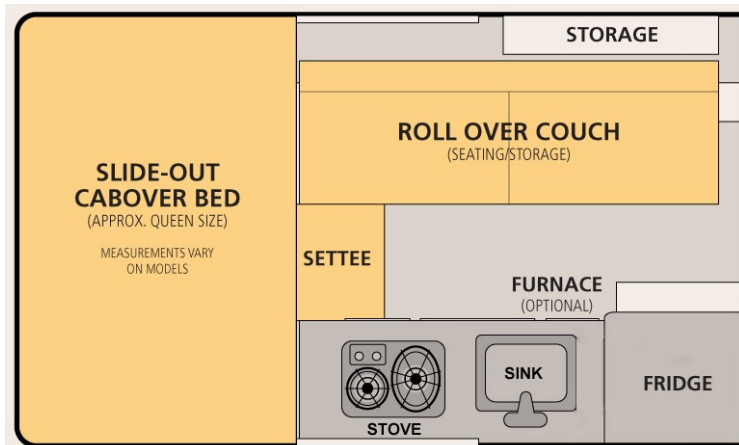 STORAGE
ROLL OVER COUCH
(SEATING/STORAGE)
SLIDE-OUT
CABOVER BED
(APPROX. QUEEN SIZE)
MEASUREMENTS VARY
ON MODELS
SETTEE
FURNACE
(OPTIONAL)
SINK
FRIDGE
STOVE